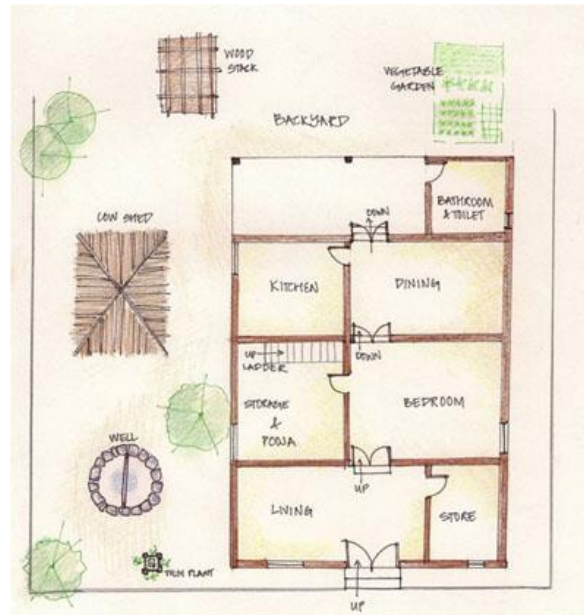 WOOD
STACK
VEGETABLE
GARDEN
BACKYARD
BATHROOM
& TOILET
DOWN
COW SHED
KITCHEN
DINING
UP
LADDER
DOWN
STORAGE
&
POOJA
BEDROOM
WELL
UP
LIVING
STORE
TULSI PLANT
UP